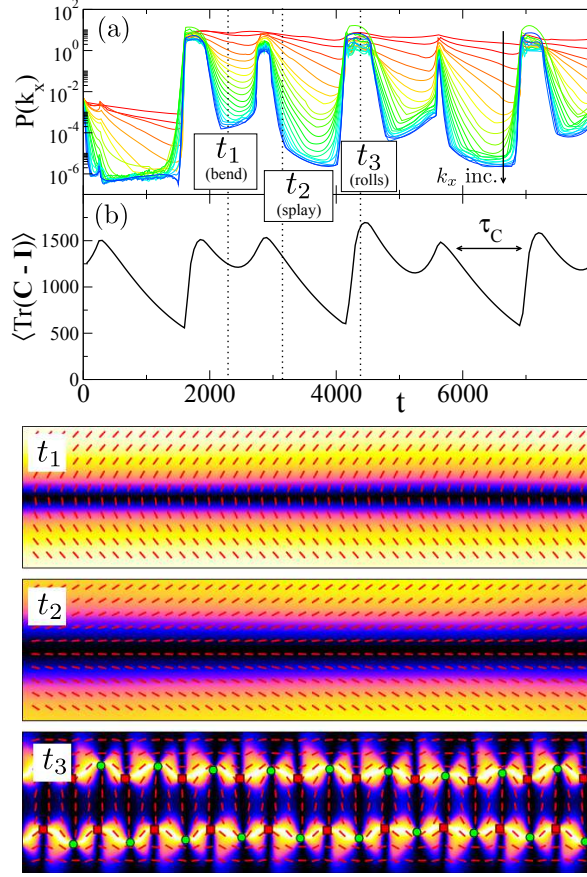 (a)
P(kₓ)
10²
10⁰
10⁻²
10⁻⁴
10⁻⁶
t₁
(bend)
t₂
(splay)
t₃
(rolls)
kₓ inc.
(b)
⟨Tr(C - I)⟩
1500
1000
500
0
τ_C
0
2000
4000
6000
t
t₁
t₂
t₃